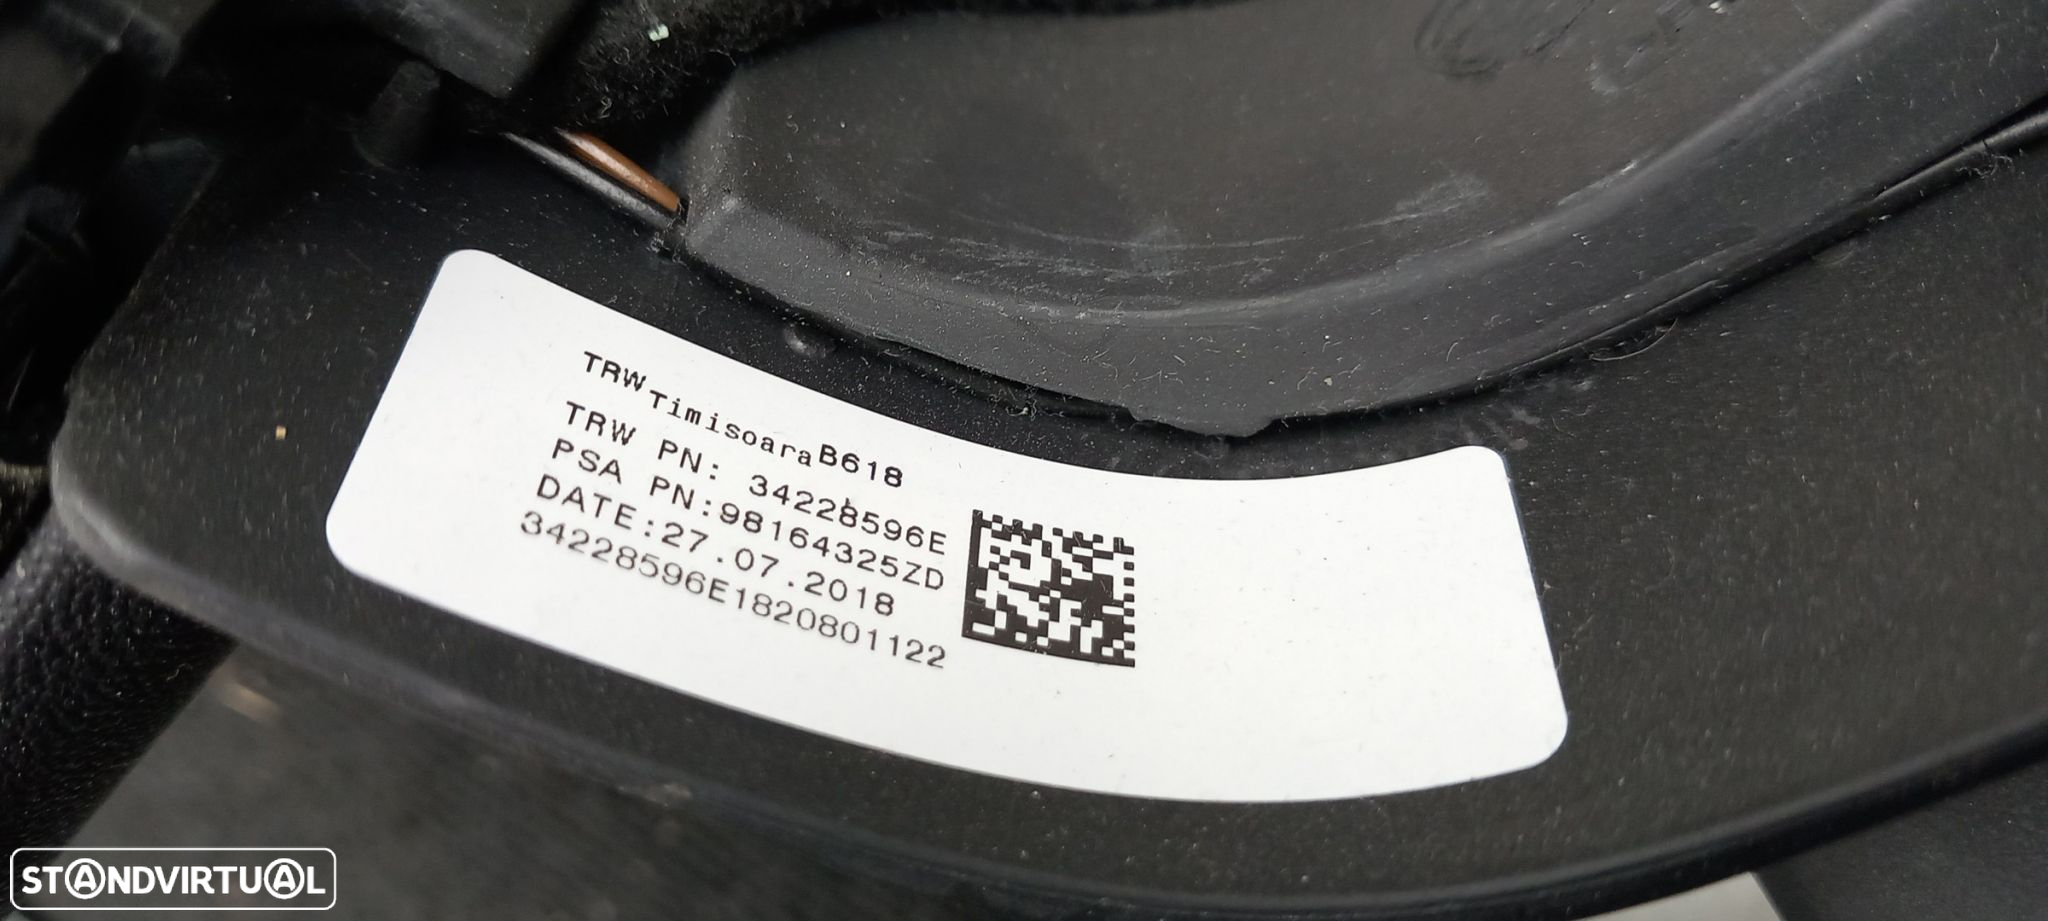 TRW Timisoara B618
TRW PN: 34228596E
PSA PN:98164325ZD
DATE:27.07.2018
34228596E1820801122
STANDVIRTUAL